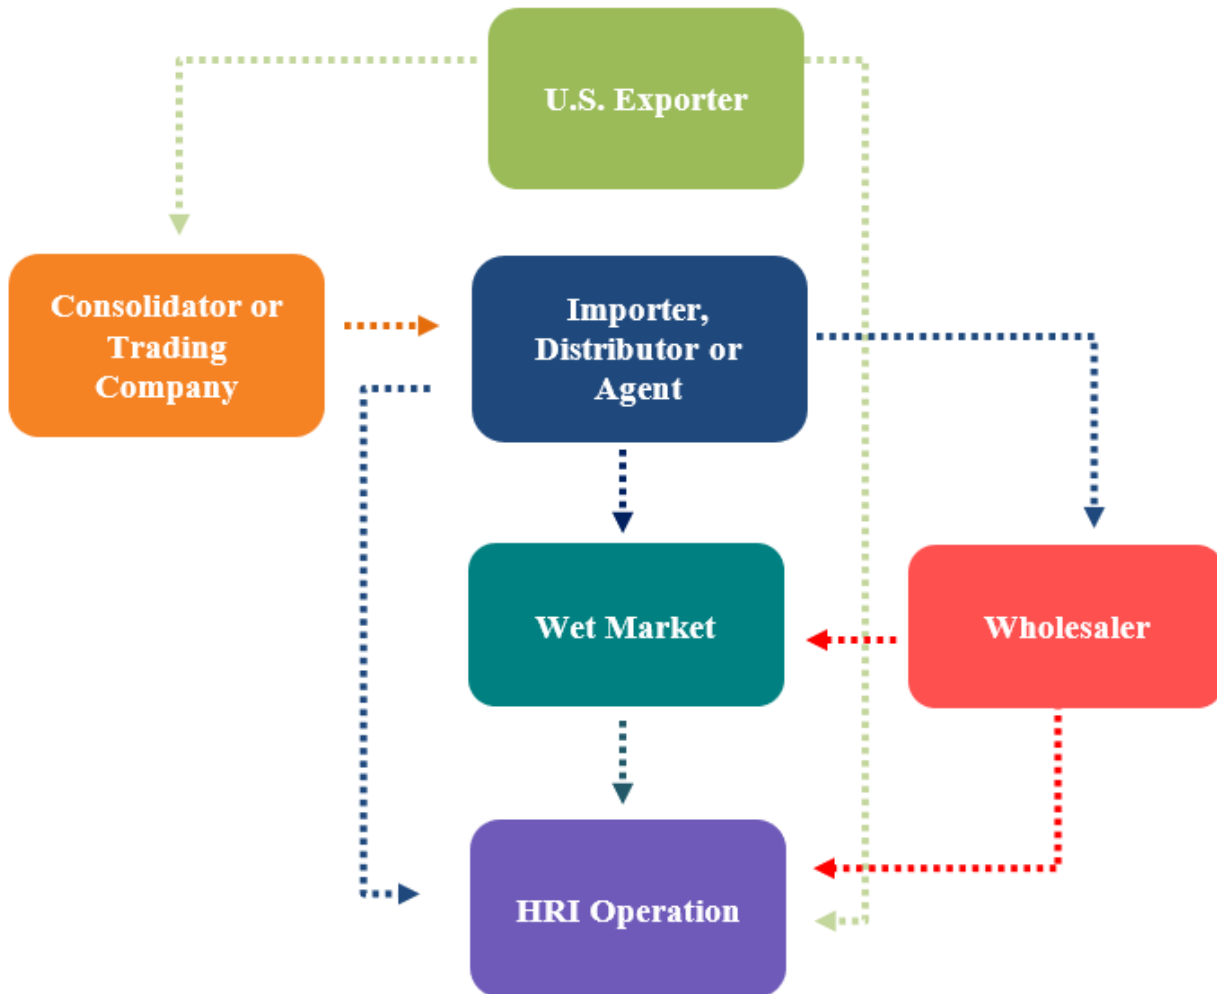 U.S. Exporter
Consolidator or
Trading
Company
Importer,
Distributor or
Agent
Wet Market
Wholesaler
HRI Operation